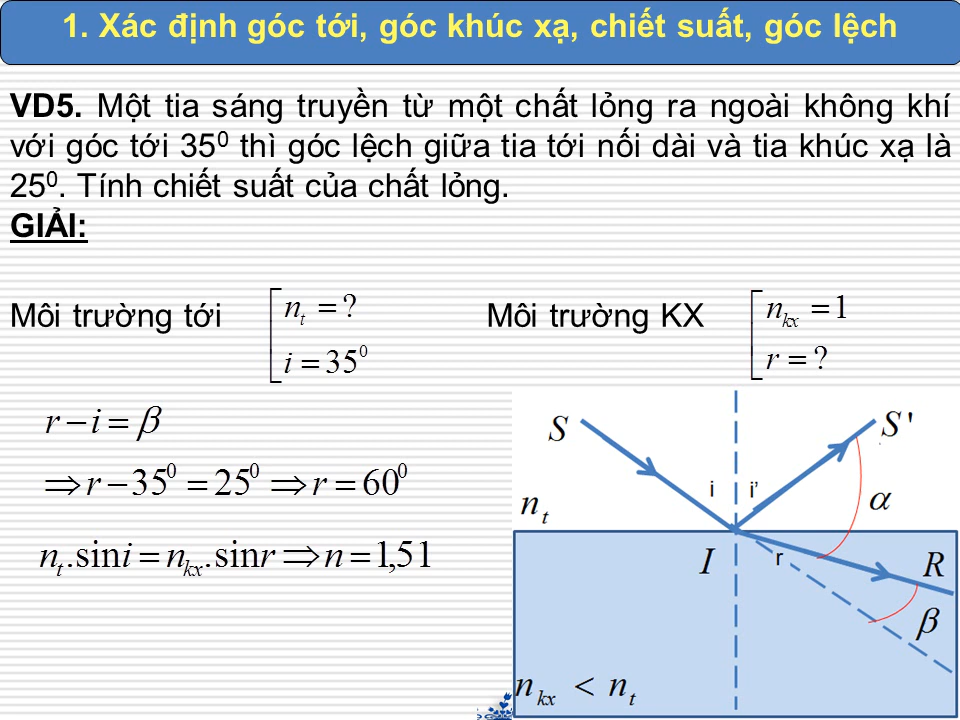 1. Xác định góc tới, góc khúc xạ, chiết suất, góc lệch
VD5. Một tia sáng truyền từ một chất lỏng ra ngoài không khí
với góc tới 35⁰ thì góc lệch giữa tia tới nối dài và tia khúc xạ là
25⁰. Tính chiết suất của chất lỏng.
GIẢI:
Môi trường tới [ nₜ = ? i = 35⁰
Môi trường KX [ n_kx = 1 r = ?
r − i = β
⇒ r − 35⁰ = 25⁰ ⇒ r = 60⁰
nₜ.sin i = n_kx.sin r ⇒ n = 1,51
S S'
i i' α
nₜ
I r R
β
n_kx < nₜ